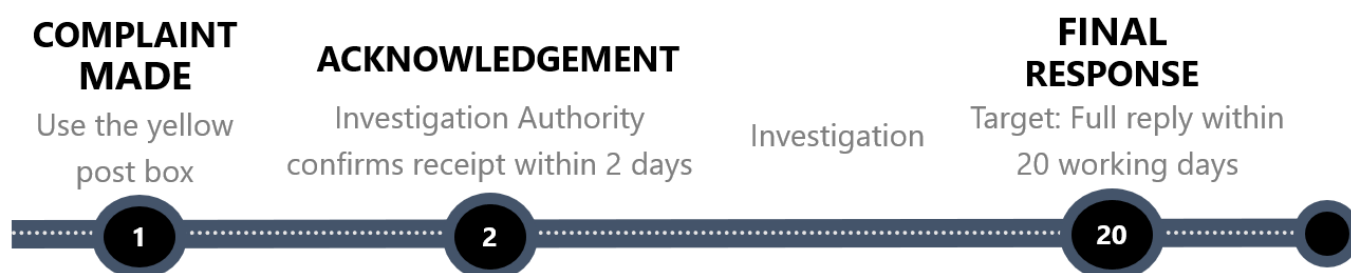 COMPLAINT
MADE
Use the yellow
post box
1
ACKNOWLEDGEMENT
Investigation Authority
confirms receipt within 2 days
2
Investigation
FINAL
RESPONSE
Target: Full reply within
20 working days
20